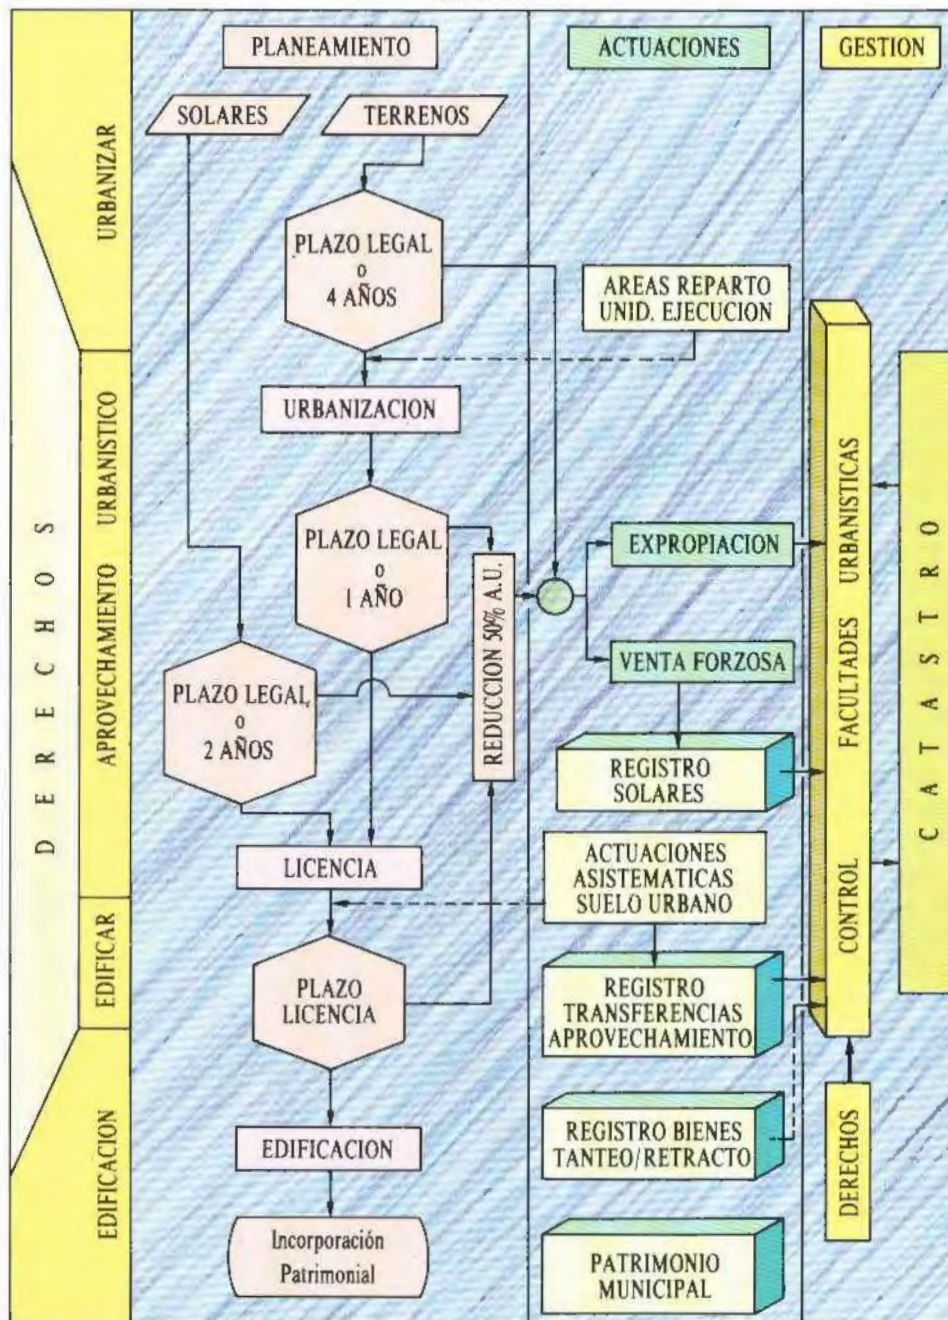 PLANEAMIENTO
ACTUACIONES
GESTION
SOLARES
TERRENOS
URBANIZAR
PLAZO LEGAL
o
4 AÑOS
AREAS REPARTO
UNID. EJECUCION
URBANIZACION
DERECHOS
APROVECHAMIENTO URBANISTICO
PLAZO LEGAL
o
1 AÑO
REDUCCION 50% A.U.
EXPROPIACION
VENTA FORZOSA
CONTROL FACULTADES URBANISTICAS
CATASTRO
PLAZO LEGAL
o
2 AÑOS
REGISTRO
SOLARES
LICENCIA
ACTUACIONES
ASISTEMATICAS
SUELO URBANO
EDIFICAR
PLAZO
LICENCIA
REGISTRO
TRANSFERENCIAS
APROVECHAMIENTO
EDIFICACION
EDIFICACION
REGISTRO BIENES
TANTEO/RETRACTO
DERECHOS
Incorporación
Patrimonial
PATRIMONIO
MUNICIPAL